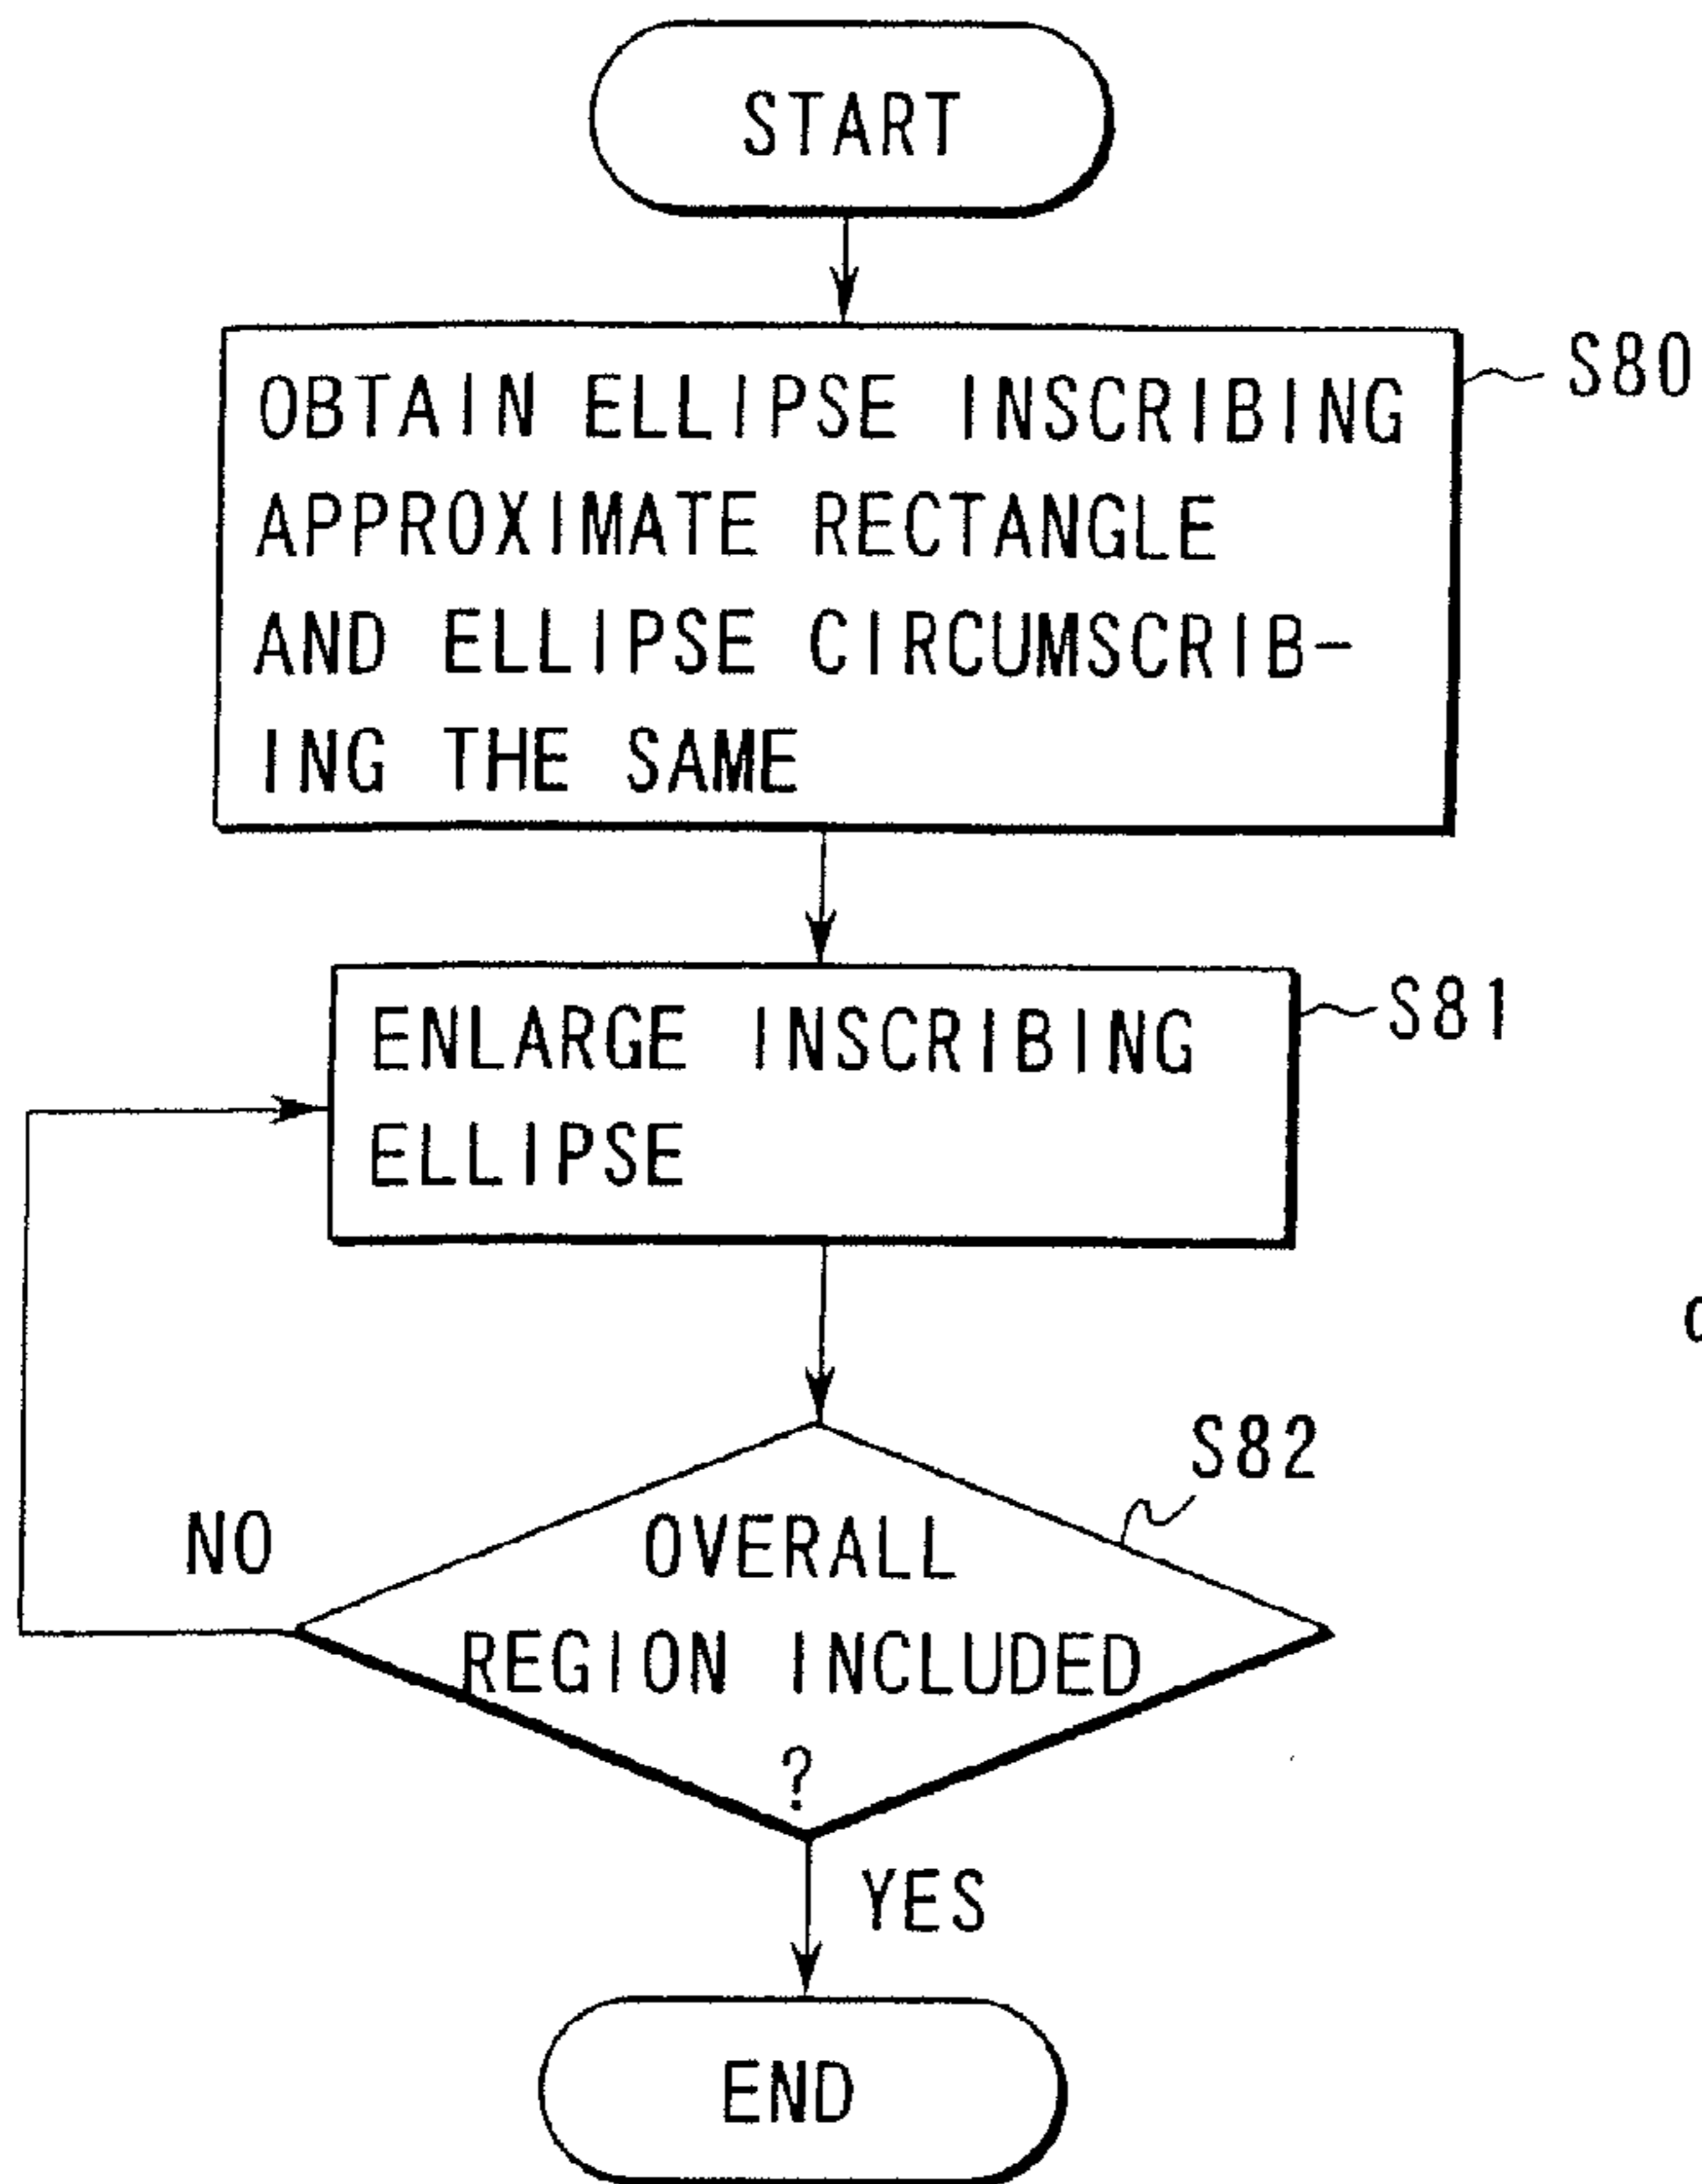 START
OBTAIN ELLIPSE INSCRIBING
APPROXIMATE RECTANGLE
AND ELLIPSE CIRCUMSCRIB-
ING THE SAME
S80
ENLARGE INSCRIBING
ELLIPSE
S81
S82
OVERALL
REGION INCLUDED
?
NO
YES
END